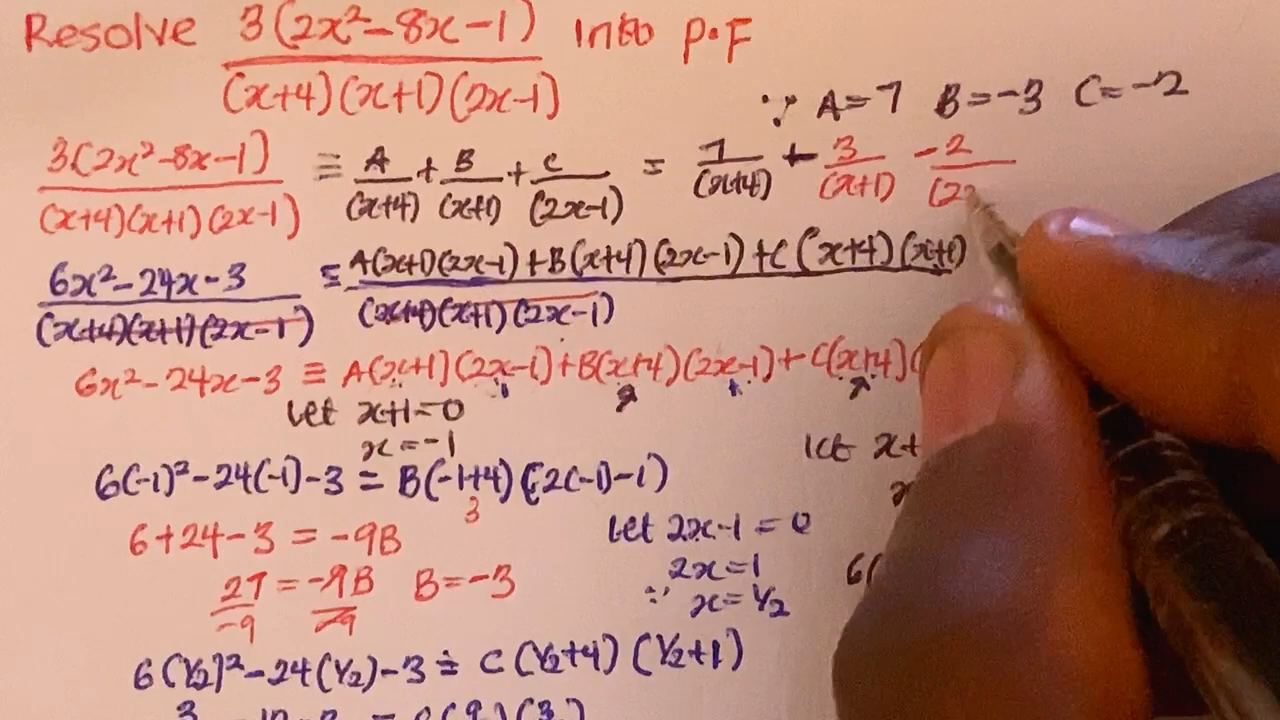 Resolve 3(2x²-8x-1) / (x+4)(x+1)(2x-1) into P.F
∵ A=7 B=-3 C=-2
3(2x²-8x-1) / (x+4)(x+1)(2x-1) ≡ A/(x+4) + B/(x+1) + C/(2x-1) = 7/(x+4) - 3/(x+1) - 2/(2
6x²-24x-3 / (x+4)(x+1)(2x-1) ≡ A(x+1)(2x-1)+B(x+4)(2x-1)+C(x+4)(x+1) / (x+4)(x+1)(2x-1)
6x²-24x-3 ≡ A(x+1)(2x-1)+B(x+4)(2x-1)+C(x+4)(
Let x+1=0
x=-1
let x+
6(-1)²-24(-1)-3 = B(-1+4)(2(-1)-1)
3
6+24-3 = -9B
27/-9 = -9B/-9 B=-3
Let 2x-1=0
2x=1
∵ x=1/2
6(
6(1/2)²-24(1/2)-3 = C(1/2+4)(1/2+1)